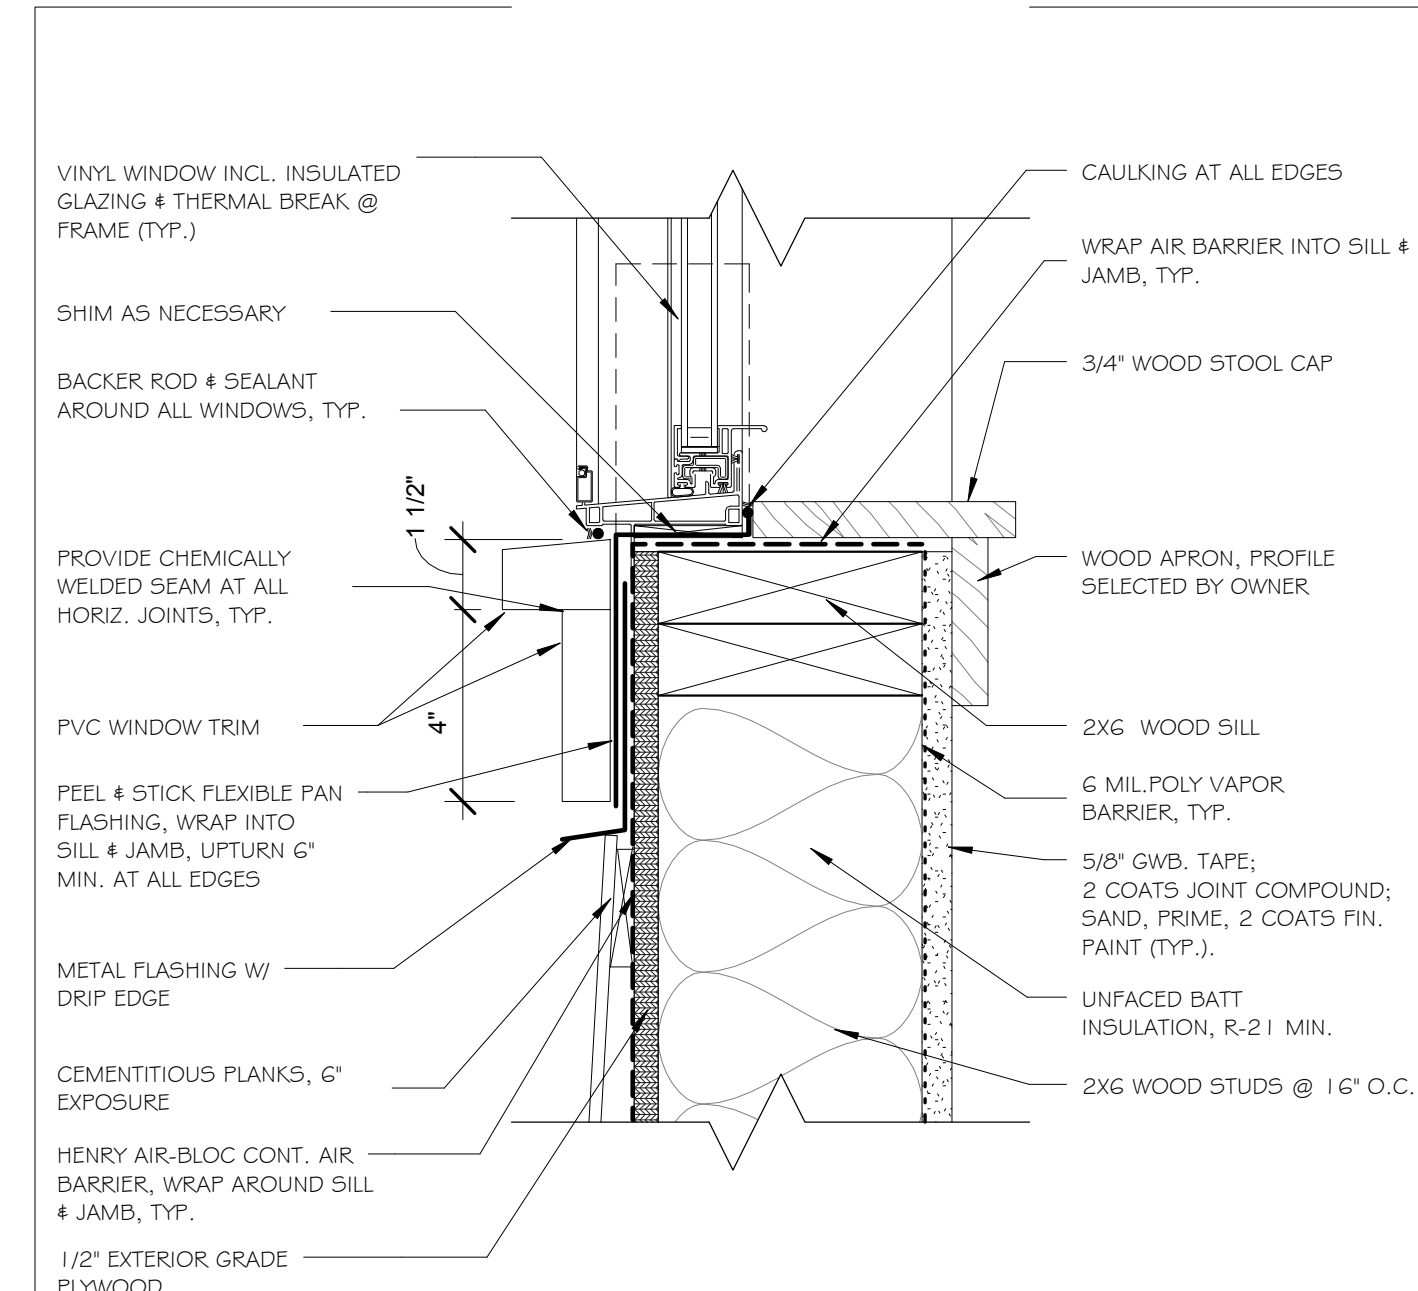 VINYL WINDOW INCL. INSULATED
GLAZING & THERMAL BREAK @
FRAME (TYP.)
SHIM AS NECESSARY
BACKER ROD & SEALANT
AROUND ALL WINDOWS, TYP.
1 1/2"
PROVIDE CHEMICALLY
WELDED SEAM AT ALL
HORIZ. JOINTS, TYP.
4"
PVC WINDOW TRIM
PEEL & STICK FLEXIBLE PAN
FLASHING, WRAP INTO
SILL & JAMB, UPTURN 6"
MIN. AT ALL EDGES
METAL FLASHING W/
DRIP EDGE
CEMENTITIOUS PLANKS, 6"
EXPOSURE
HENRY AIR-BLOC CONT. AIR
BARRIER, WRAP AROUND SILL
& JAMB, TYP.
1/2" EXTERIOR GRADE
PLYWOOD
CAULKING AT ALL EDGES
WRAP AIR BARRIER INTO SILL &
JAMB, TYP.
3/4" WOOD STOOL CAP
WOOD APRON, PROFILE
SELECTED BY OWNER
2X6 WOOD SILL
6 MIL.POLY VAPOR
BARRIER, TYP.
5/8" GWB. TAPE;
2 COATS JOINT COMPOUND;
SAND, PRIME, 2 COATS FIN.
PAINT (TYP.).
UNFACED BATT
INSULATION, R-21 MIN.
2X6 WOOD STUDS @ 16" O.C.